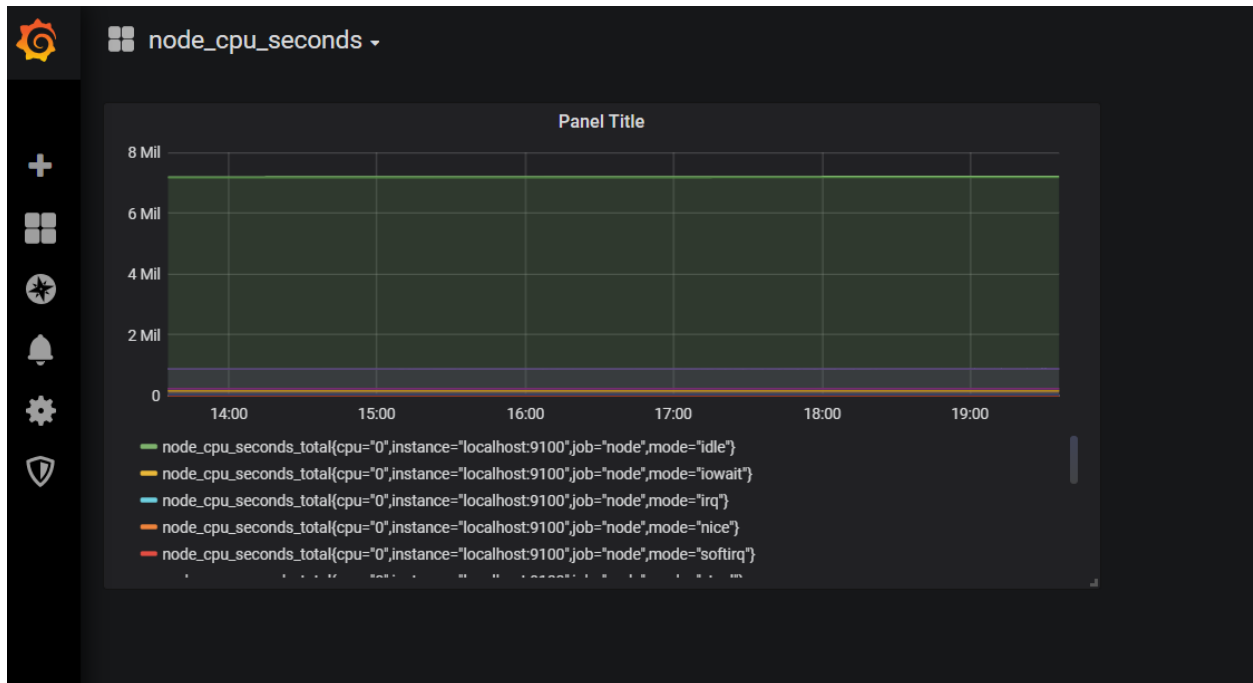 node_cpu_seconds
Panel Title
8 Mil
6 Mil
4 Mil
2 Mil
0
14:00 15:00 16:00 17:00 18:00 19:00
node_cpu_seconds_total{cpu="0",instance="localhost:9100",job="node",mode="idle"}
node_cpu_seconds_total{cpu="0",instance="localhost:9100",job="node",mode="iowait"}
node_cpu_seconds_total{cpu="0",instance="localhost:9100",job="node",mode="irq"}
node_cpu_seconds_total{cpu="0",instance="localhost:9100",job="node",mode="nice"}
node_cpu_seconds_total{cpu="0",instance="localhost:9100",job="node",mode="softirq"}